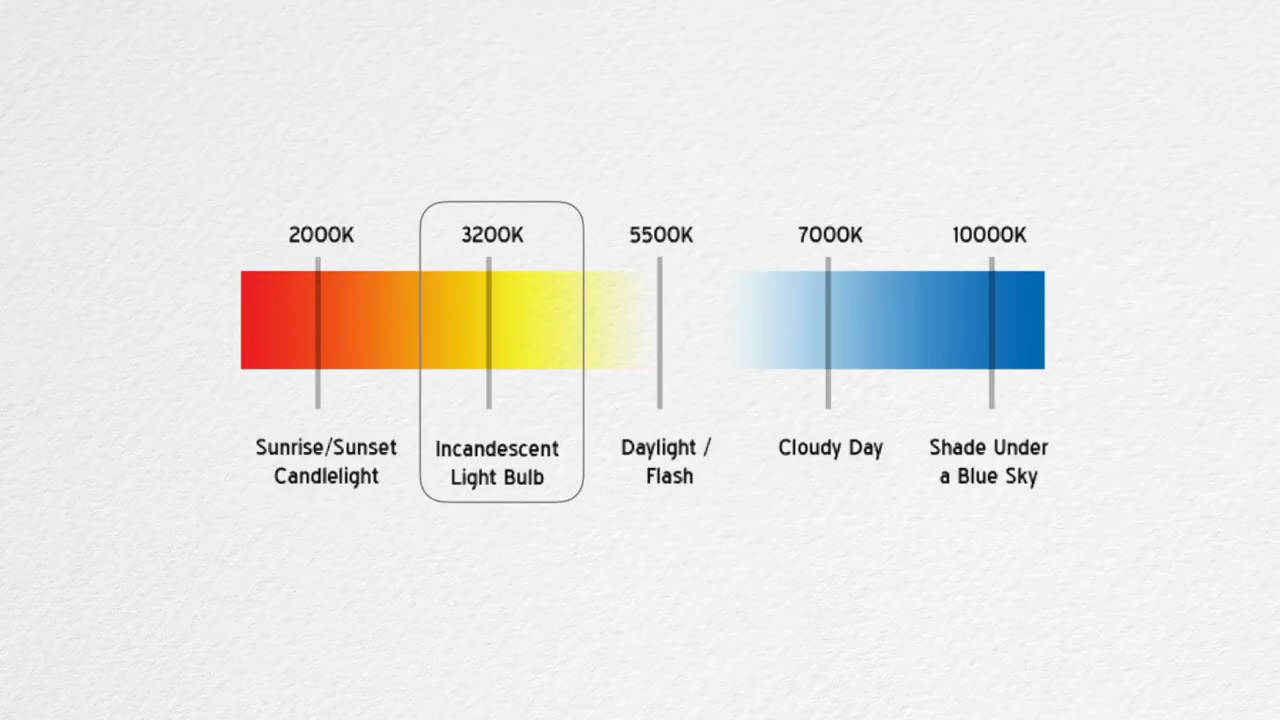 2000K
3200K
5500K
7000K
10000K
Sunrise/Sunset
Candlelight
Incandescent
Light Bulb
Daylight /
Flash
Cloudy Day
Shade Under
a Blue Sky